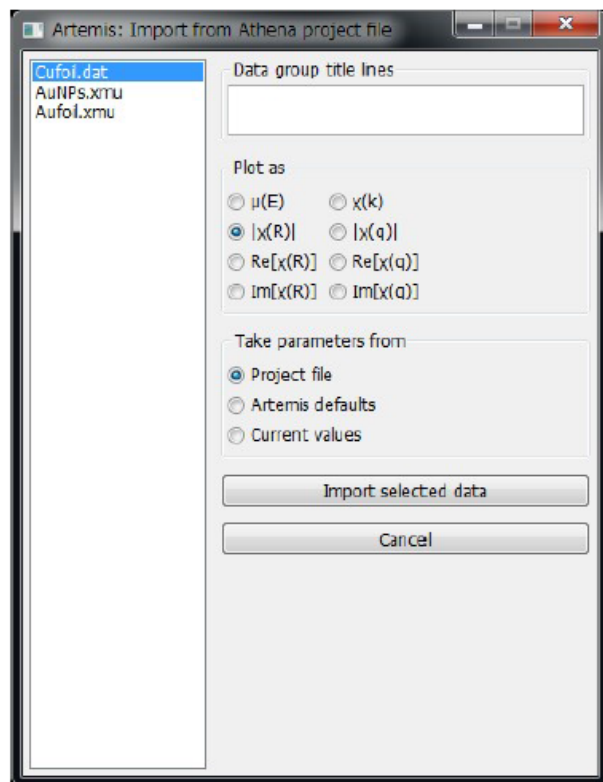 Artemis: Import from Athena project file
Cufoil.dat
AuNPs.xmu
Aufoil.xmu
Data group title lines
Plot as
μ(E) χ(k)
|χ(R)| |χ(q)|
Re[χ(R)] Re[χ(q)]
Im[χ(R)] Im[χ(q)]
Take parameters from
Project file
Artemis defaults
Current values
Import selected data
Cancel